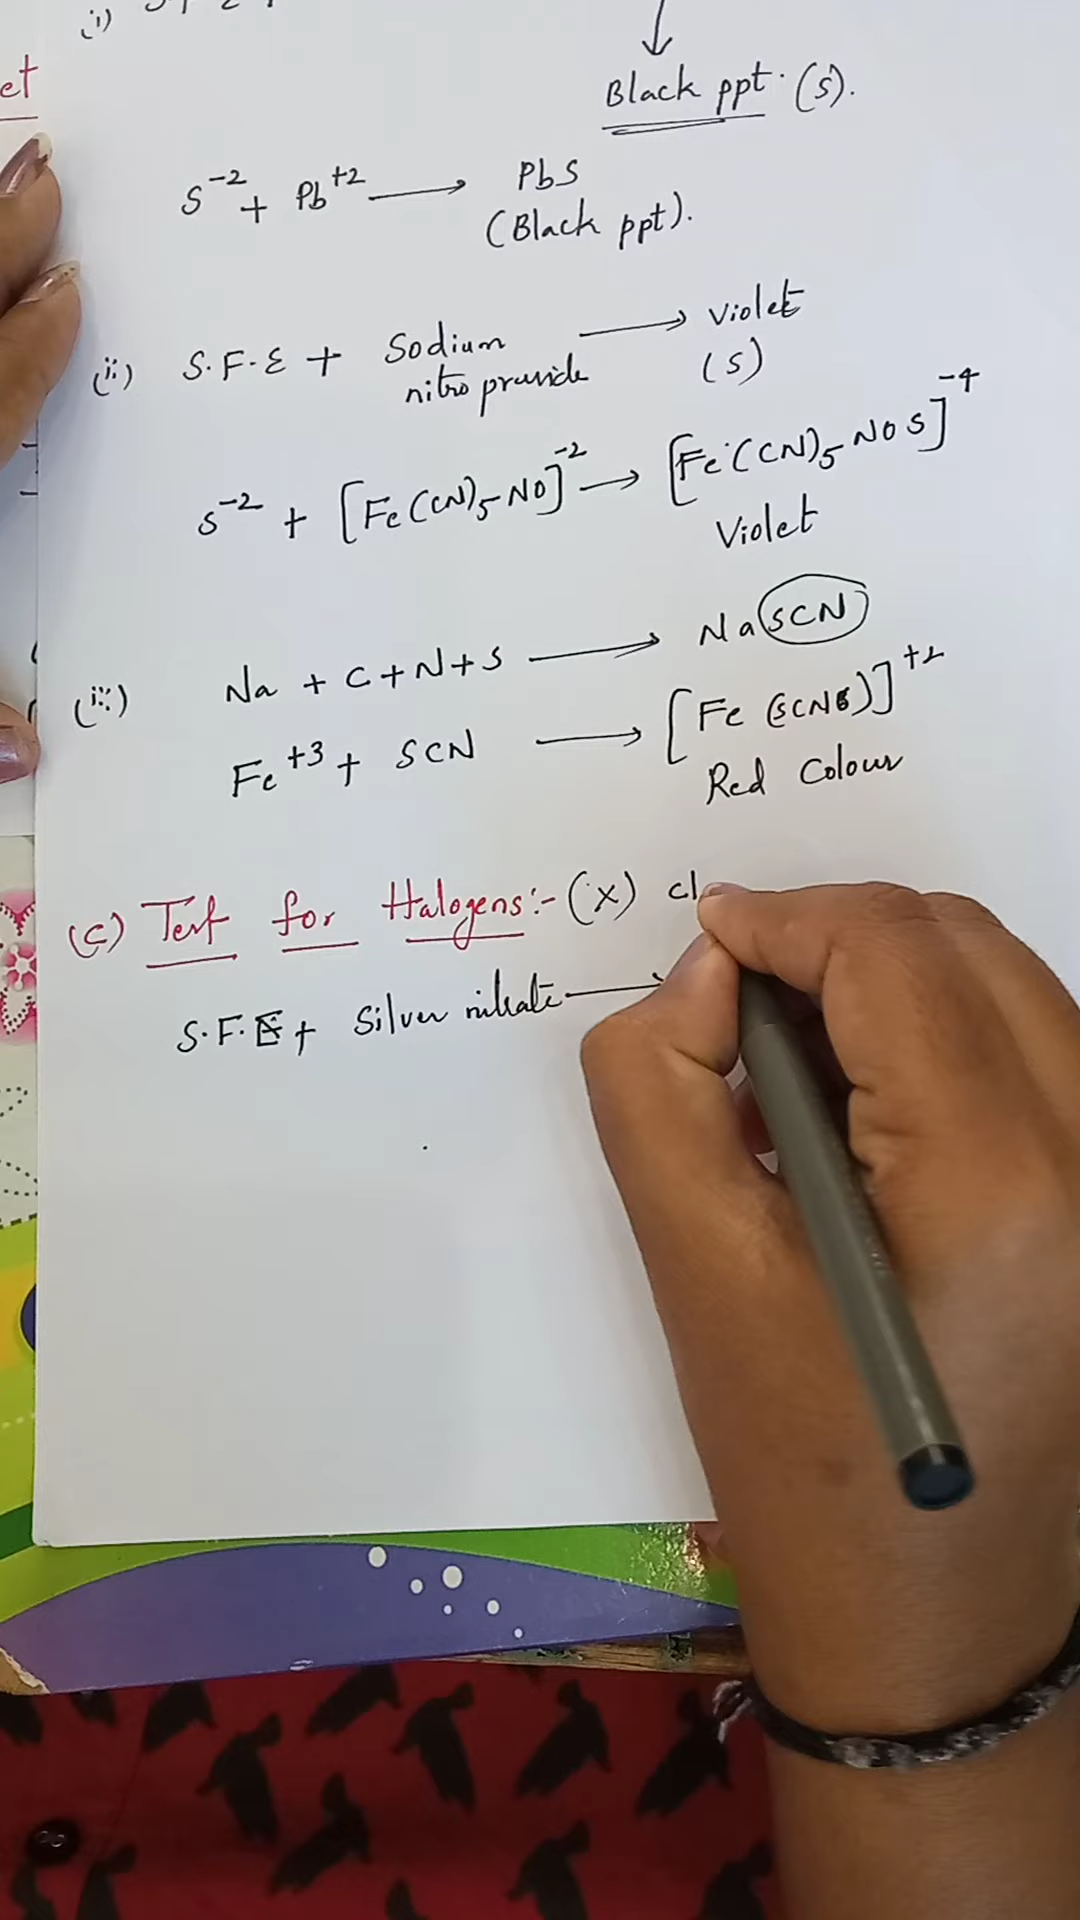 (i)
et
Black ppt. (S).
S⁻² + Pb⁺² ⟶ PbS
(Black ppt).
(ii) S.F.E + Sodium nitroprusside ⟶ Violet
(S)
S⁻² + [Fe(CN)₅NO]⁻² ⟶ [Fe(CN)₅NOS]⁻⁴
Violet
(iii) Na + C + N + S ⟶ NaSCN
Fe⁺³ + SCN ⟶ [Fe(SCN)]⁺²
Red Colour
(C) Test for Halogens:- (X) cl
S.F.E + Silver nitrate ⟶